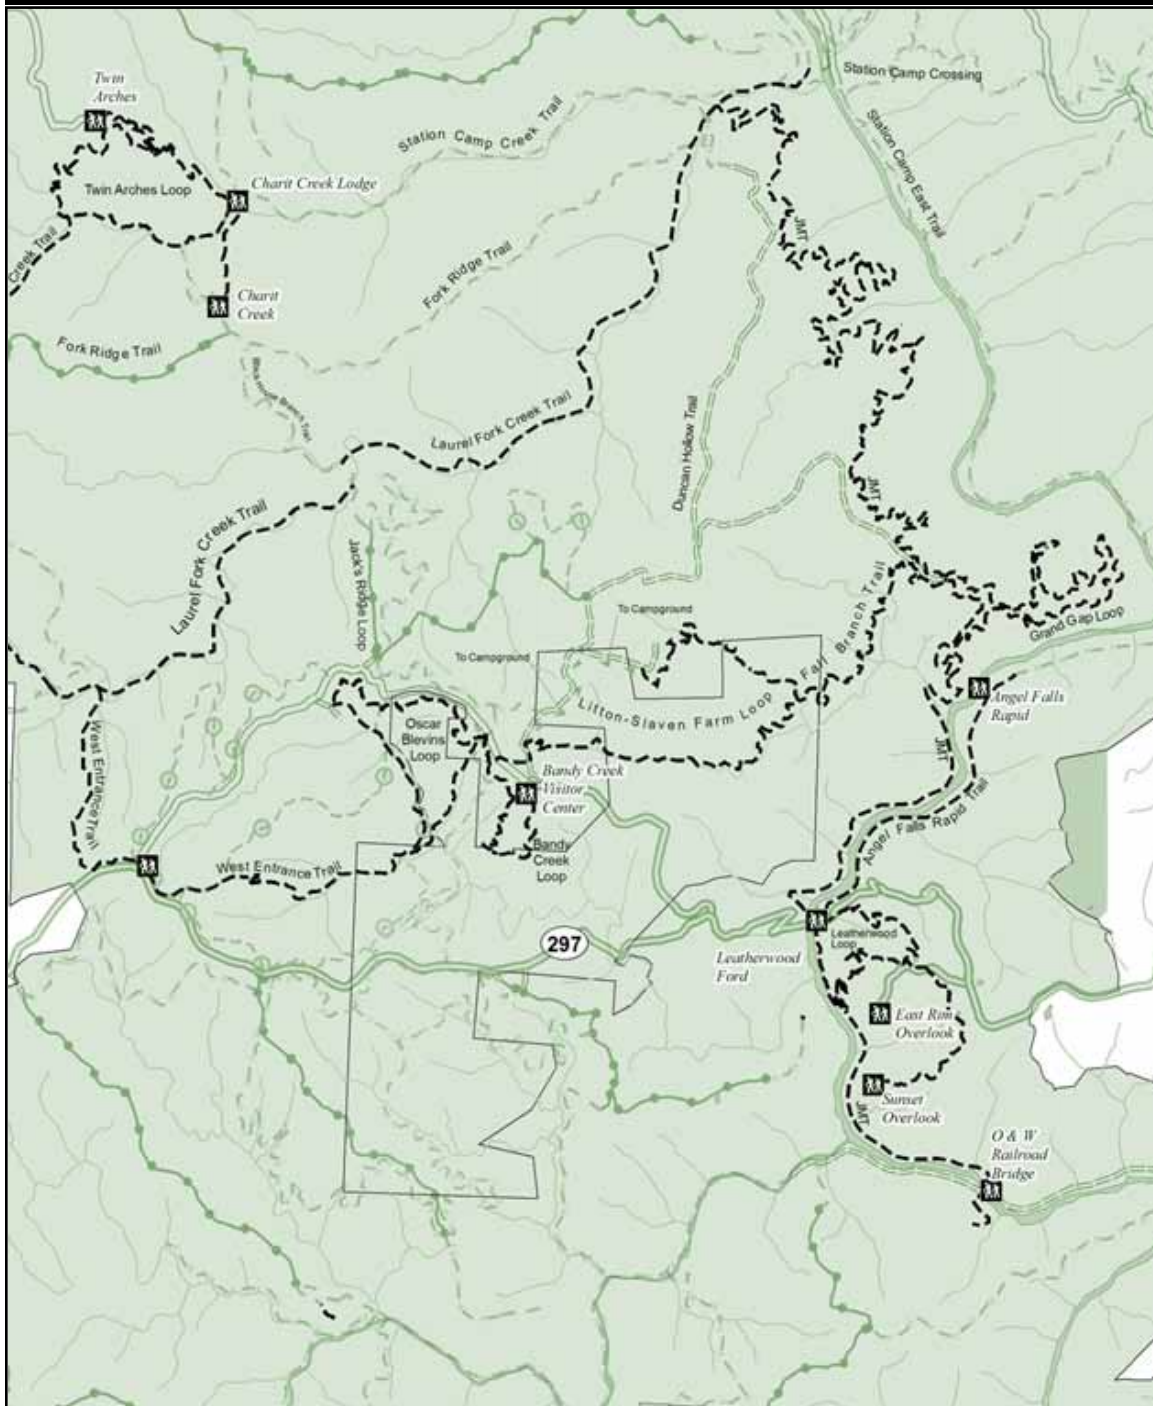 Twin
Arches
Station Camp Crossing
Station Camp Creek Trail
Station Camp East Trail
Twin Arches Loop
Charit Creek Lodge
JMT
Creek Trail
Fork Ridge Trail
Charit
Creek
Fork Ridge Trail
Black House Branch Trail
Laurel Fork Creek Trail
Duncan Hollow Trail
JMT
Laurel Fork Creek Trail
Jack's Ridge Loop
To Campground
Fall Branch Trail
Grand Gap Loop
To Campground
Angel Falls
Rapid
Litton-Slaven Farm Loop
Oscar
Blevins
Loop
West Entrance Trail
JMT
Bandy Creek
Visitor
Center
Angel Falls Rapid Trail
Bandy
Creek
Loop
West Entrance Trail
297
Leatherwood
Loop
Leatherwood
Ford
East Rim
Overlook
Sunset
Overlook
JMT
O & W
Railroad
Bridge